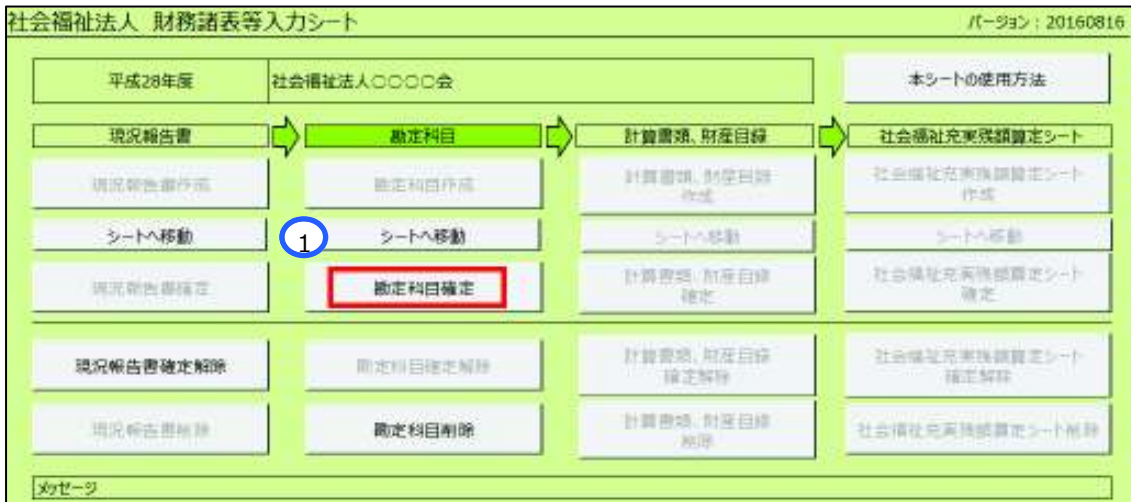 社会福祉法人 財務諸表等入力シート
バージョン：20160816
平成28年度
社会福祉法人〇〇〇〇会
本シートの使用方法
現況報告書
勘定科目
計算書類、財産目録
社会福祉充実残額算定シート
現況報告書作成
勘定科目作成
計算書類、財産目録
作成
社会福祉充実残額算定シート
作成
シートへ移動
1
シートへ移動
シートへ移動
シートへ移動
現況報告書確定
勘定科目確定
計算書類、財産目録
確定
社会福祉充実残額算定シート
確定
現況報告書確定解除
勘定科目確定解除
計算書類、財産目録
確定解除
社会福祉充実残額算定シート
確定解除
現況報告書削除
勘定科目削除
計算書類、財産目録
削除
社会福祉充実残額算定シート削除
メッセージ